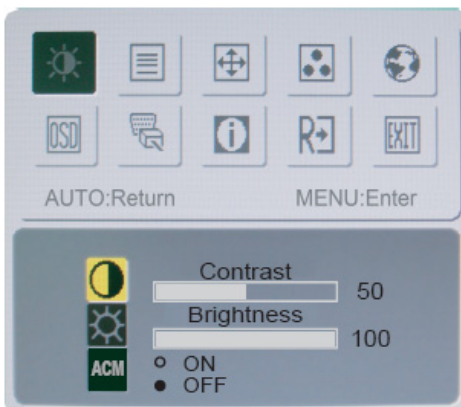 OSD
i
R
EXIT
AUTO:Return MENU:Enter
Contrast
50
Brightness
100
ACM
ON
OFF